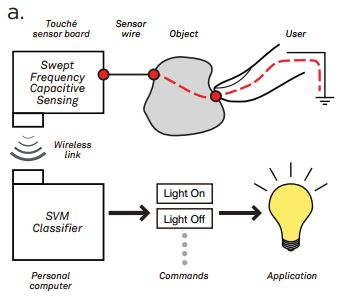 a.
Touché
sensor board
Sensor
wire
Object
User
Swept
Frequency
Capacitive
Sensing
Wireless
link
SVM
Classifier
Light On
Light Off
Personal
computer
Commands
Application